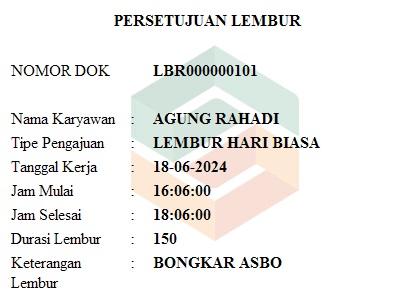 PERSETUJUAN LEMBUR
NOMOR DOK LBR000000101
Nama Karyawan : AGUNG RAHADI
Tipe Pengajuan : LEMBUR HARI BIASA
Tanggal Kerja : 18-06-2024
Jam Mulai : 16:06:00
Jam Selesai : 18:06:00
Durasi Lembur : 150
Keterangan : BONGKAR ASBO
Lembur